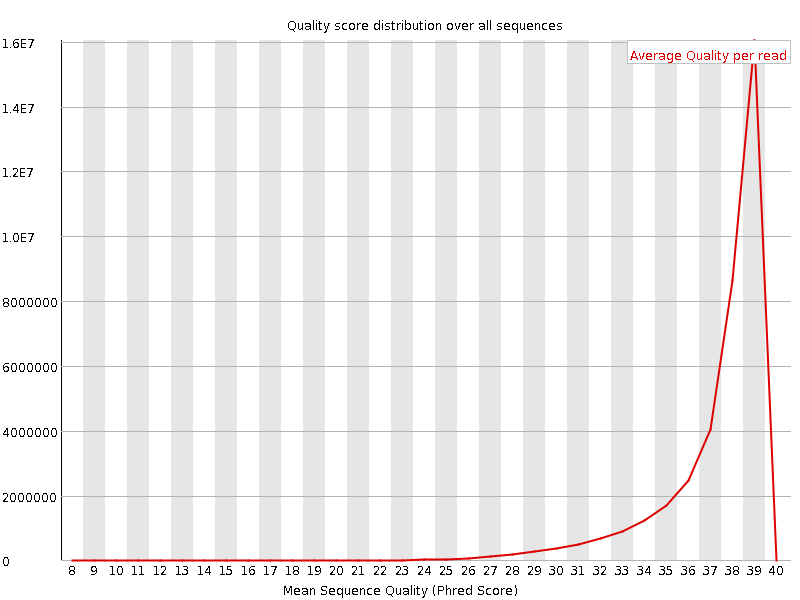 Quality score distribution over all sequences
Average Quality per read
1.6E7
1.4E7
1.2E7
1.0E7
8000000
6000000
4000000
2000000
0
8 9 10 11 12 13 14 15 16 17 18 19 20 21 22 23 24 25 26 27 28 29 30 31 32 33 34 35 36 37 38 39 40
Mean Sequence Quality (Phred Score)